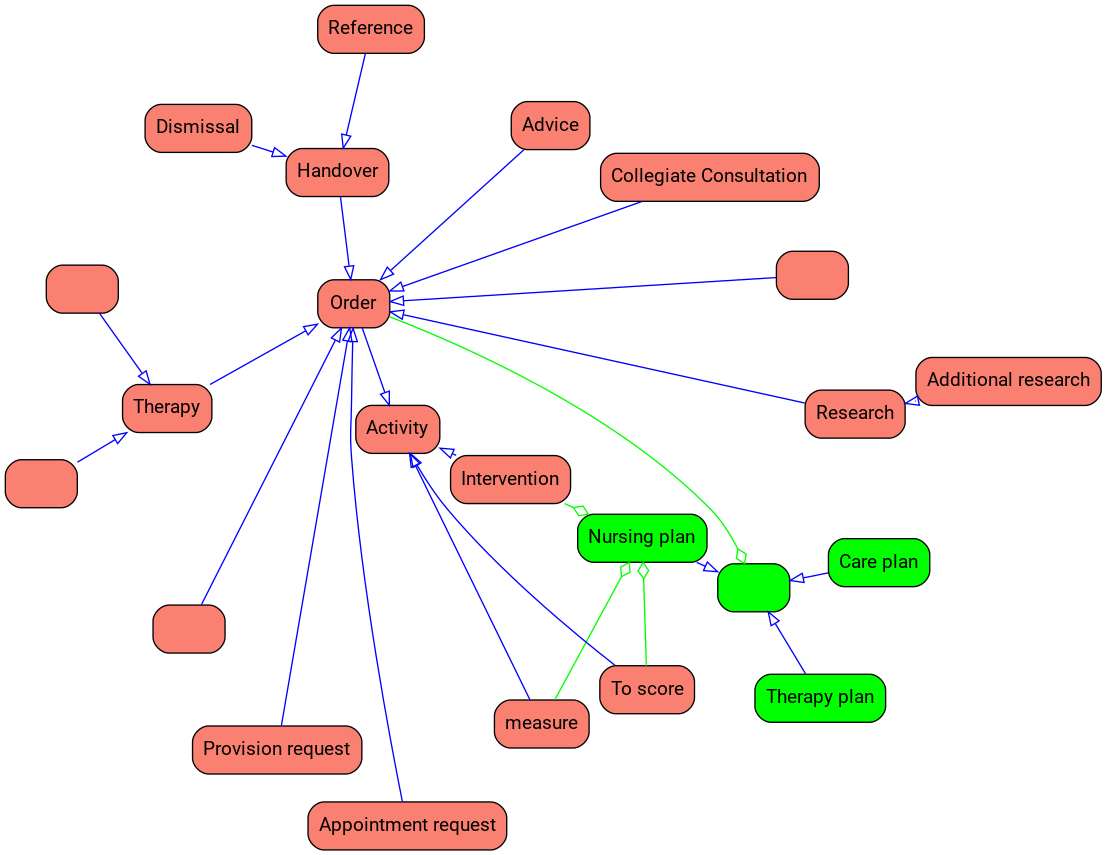 Reference
Dismissal
Advice
Handover
Collegiate Consultation
Order
Additional research
Therapy
Research
Activity
Intervention
Nursing plan
Care plan
To score
Therapy plan
measure
Provision request
Appointment request